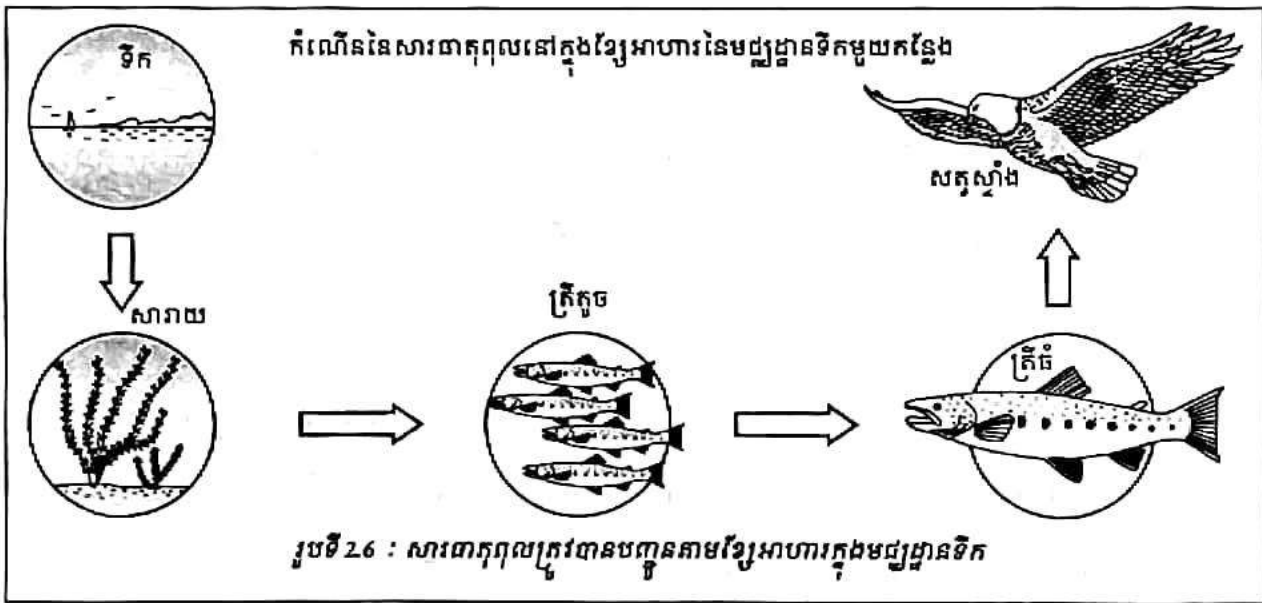 កំណើននៃសារធាតុពុលនៅក្នុងខ្សែអាហារនៃមជ្ឈដ្ឋានទឹកមួយកន្លែង
ទឹក
សត្វស្ទាំង
សារាយ
ត្រីតូច
ត្រីធំ
រូបទី 2.6 : សារធាតុពុលត្រូវបានបញ្ជូនតាមខ្សែអាហារក្នុងមជ្ឈដ្ឋានទឹក